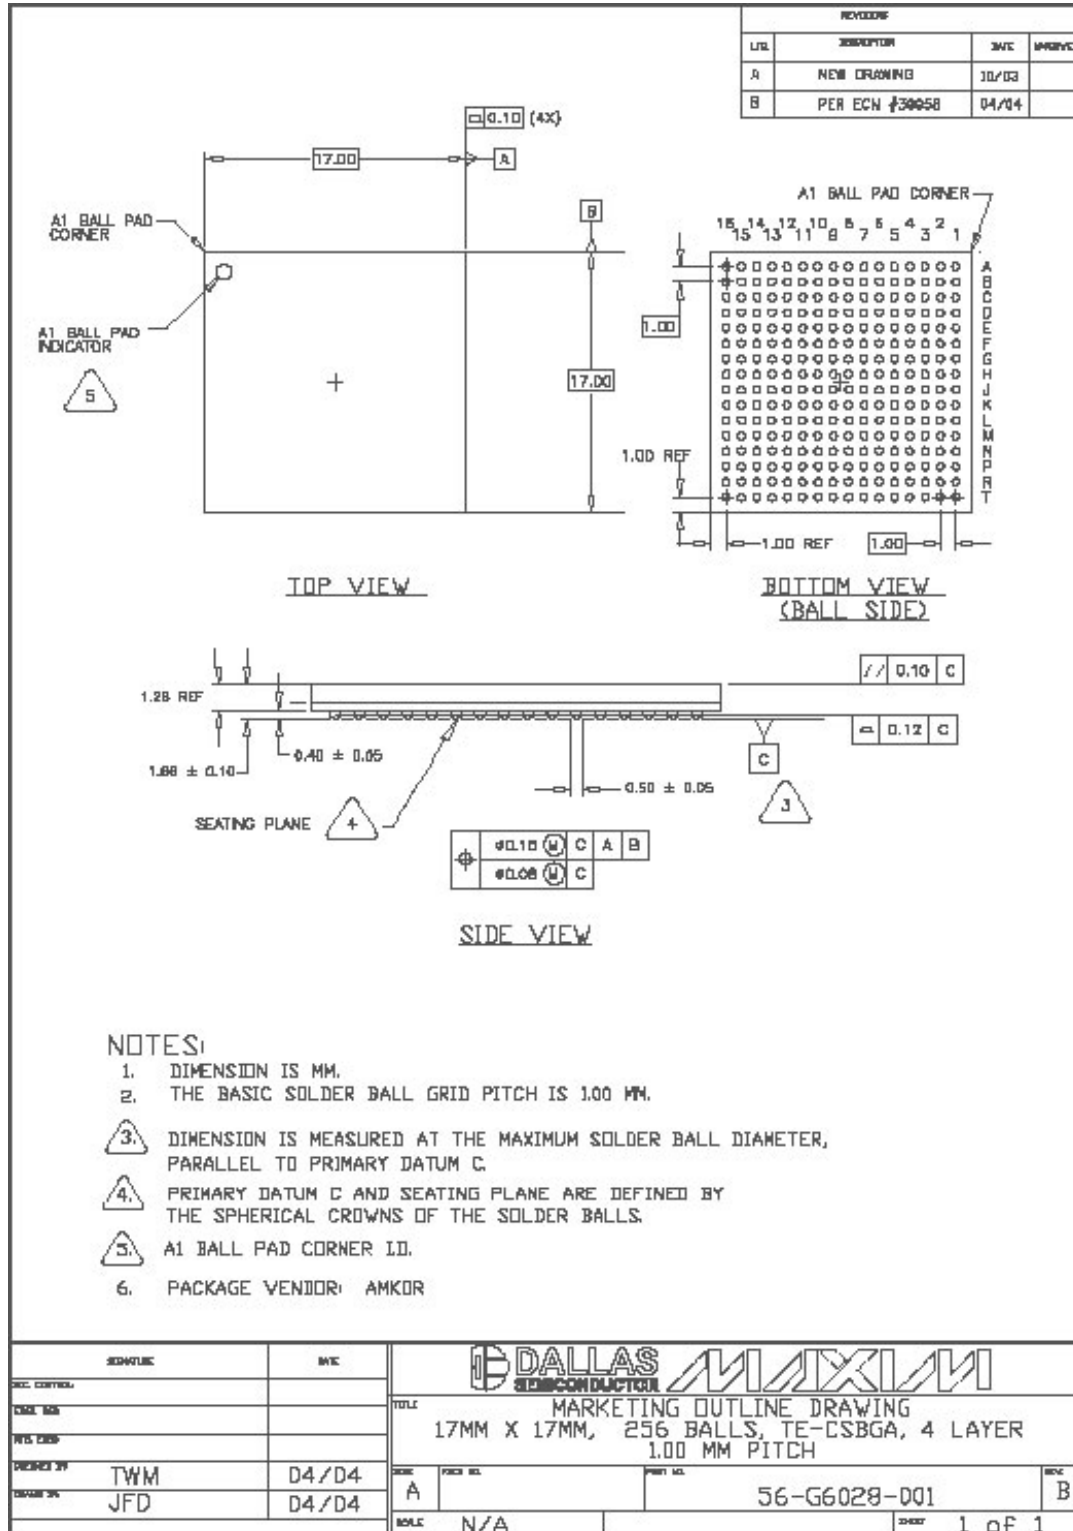 REVISIONS
LTR. DESCRIPTION DATE
A NEW DRAWING 10/03
B PER ECN #30058 04/04
0.10 (4X)
17.00
A
B
A1 BALL PAD
CORNER
A1 BALL PAD
INDICATOR
5
17.00
TOP VIEW
A1 BALL PAD CORNER
16 14 12 10 8 6 4 2
15 13 11 9 7 5 3 1
A
B
C
D
E
F
G
H
J
K
L
M
N
P
R
T
1.00
1.00 REF
1.00 REF
1.00
BOTTOM VIEW
(BALL SIDE)
1.28 REF
0.40 ± 0.05
1.68 ± 0.10
SEATING PLANE
4
0.50 ± 0.05
// 0.10 C
0.12 C
C
3
ø0.15 Ⓜ C A B
ø0.08 Ⓜ C
SIDE VIEW
NOTES:
1. DIMENSION IS MM.
2. THE BASIC SOLDER BALL GRID PITCH IS 1.00 MM.
3. DIMENSION IS MEASURED AT THE MAXIMUM SOLDER BALL DIAMETER,
PARALLEL TO PRIMARY DATUM C.
4. PRIMARY DATUM C AND SEATING PLANE ARE DEFINED BY
THE SPHERICAL CROWNS OF THE SOLDER BALLS.
5. A1 BALL PAD CORNER I.D.
6. PACKAGE VENDOR: AMKOR
SIGNATURE DATE
DOC. CONTROL
TWM 04/04
JFD 04/04
DALLAS SEMICONDUCTOR MAXIM
TITLE
MARKETING OUTLINE DRAWING
17MM X 17MM, 256 BALLS, TE-CSBGA, 4 LAYER
1.00 MM PITCH
A
56-G6028-001
B
SCALE N/A
SHEET 1 of 1